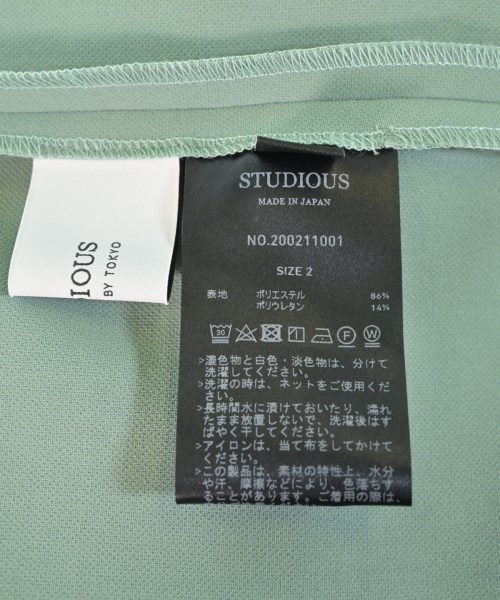 STUDIOUS
MADE IN JAPAN
NO.200211001
SIZE 2
表地 ポリエステル 86%
ポリウレタン 14%
30
F W
>濃色物と白色・淡色物は、分けて
洗濯してください。
>洗濯の時は、ネットをご使用くだ
さい。
>長時間水に漬けておいたり、濡れ
たまま放置しないで、洗濯後はす
ばやく干してください。
>アイロンは、当て布をしてかけて
ください。
>この製品は、素材の特性上、水分
や汗、摩擦などにより、色落ちす
ることがあります。ご着用の際は、
DIOUS
BY TOKYO